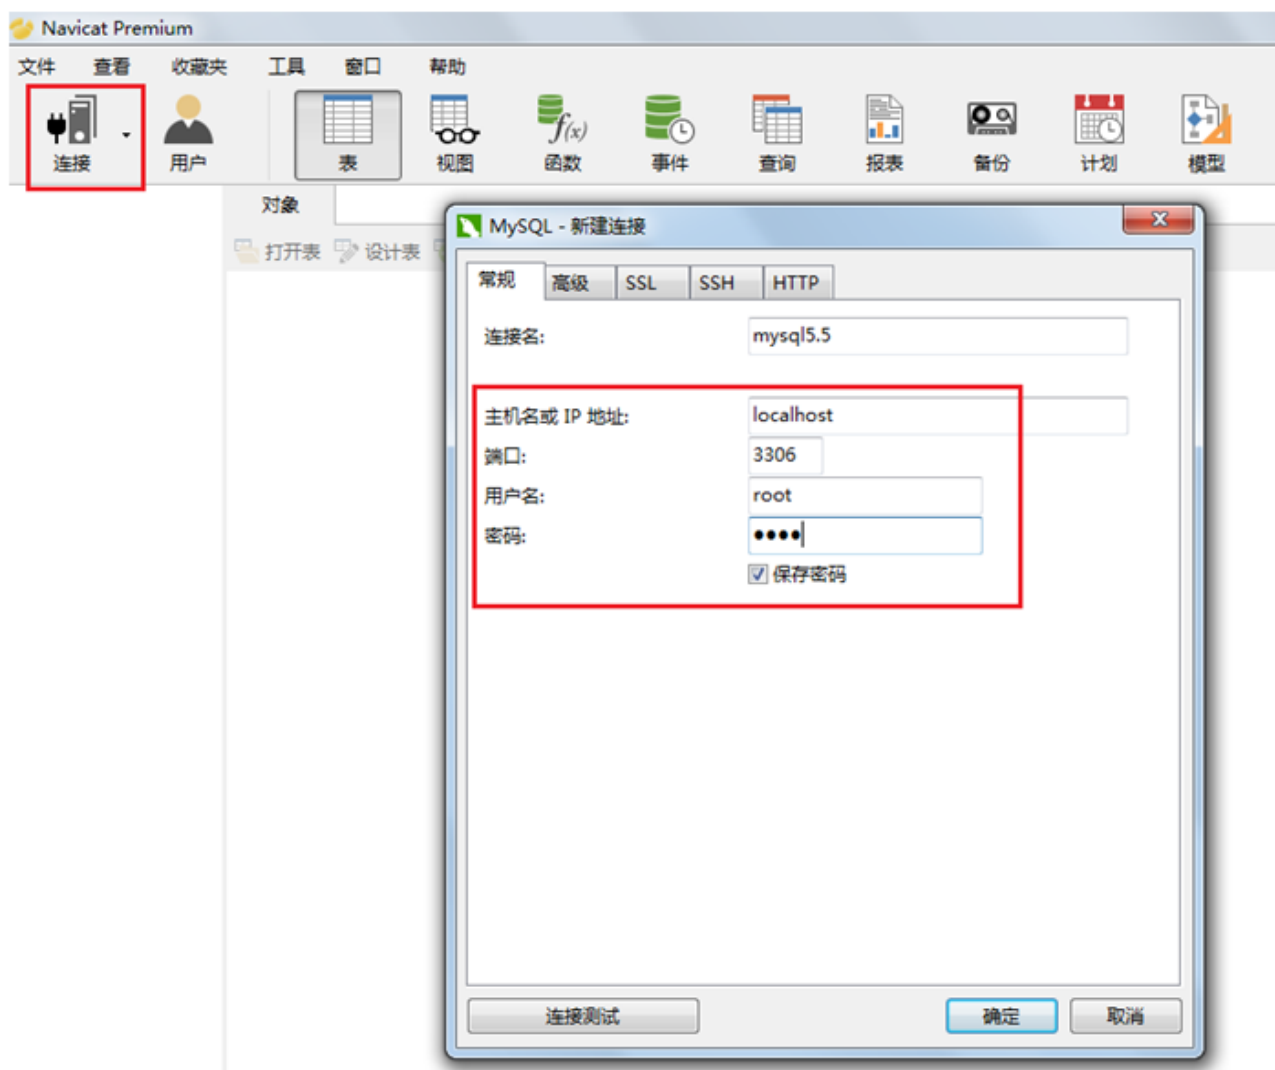 Navicat Premium
文件 查看 收藏夹 工具 窗口 帮助
连接 用户 表 视图 函数 事件 查询 报表 备份 计划 模型
对象
打开表 设计表
MySQL - 新建连接
常规 高级 SSL SSH HTTP
连接名: mysql5.5
主机名或 IP 地址: localhost
端口: 3306
用户名: root
密码: ••••
保存密码
连接测试 确定 取消